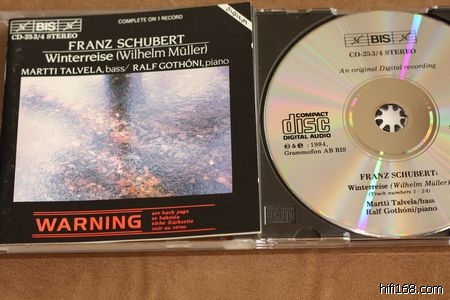 BIS
CD-253/4 STEREO
COMPLETE ON 1 RECORD
FRANZ SCHUBERT
Winterreise (Wilhelm Müller)
MARTTI TALVELA, bass/ RALF GOTHÓNI, piano
WARNING
see back page
se baksida
siehe Rückseite
voir au verso
BIS
CD-253/4 STEREO
An original Digital recording
COMPACT
disc
DIGITAL AUDIO
℗ & © : 1984,
Grammofon AB BIS
FRANZ SCHUBERT:
Winterreise (Wilhelm Müller)
(Track numbers 1 - 24)
Martti Talvela/bass
Ralf Gothóni/piano
hifi168.com